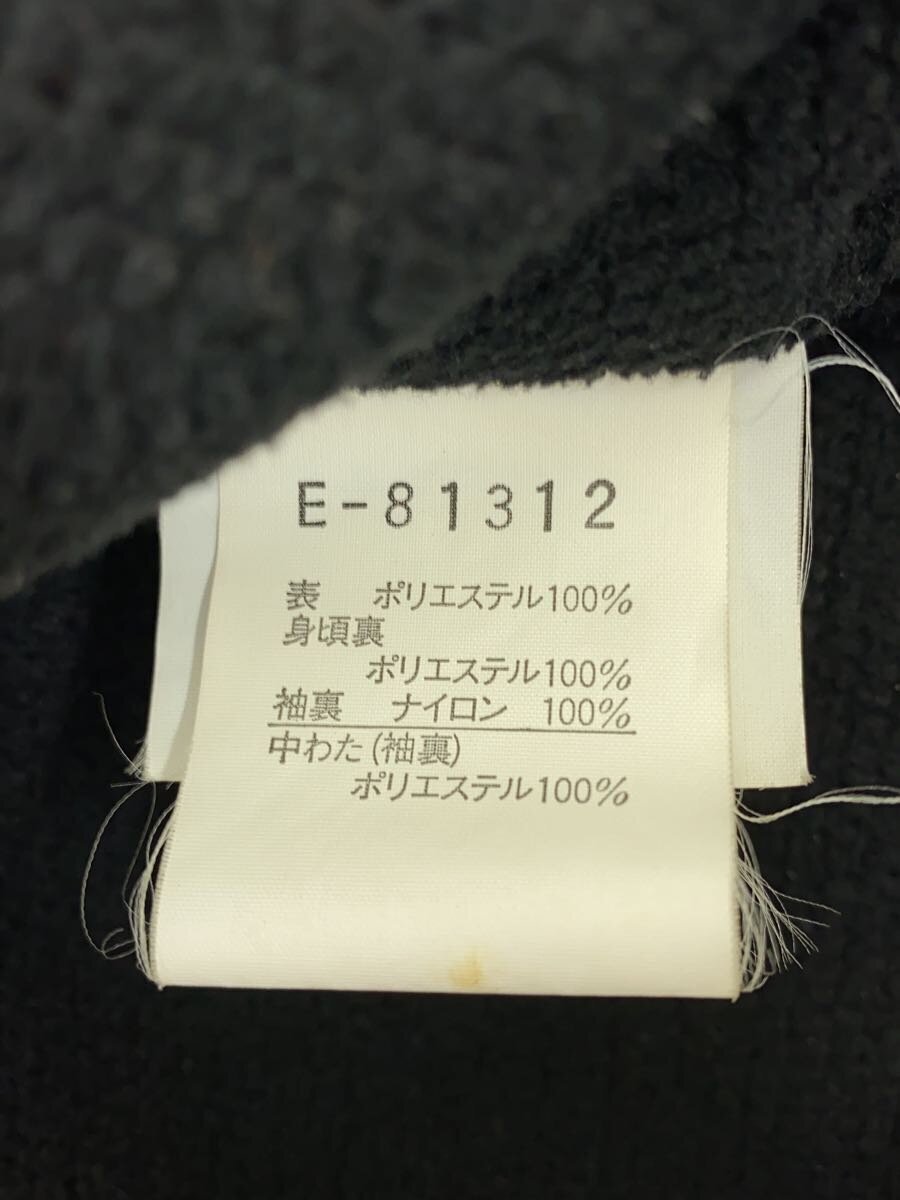 E-81312
表 ポリエステル100%
身頃裏
ポリエステル100%
袖裏 ナイロン 100%
中わた(袖裏)
ポリエステル100%